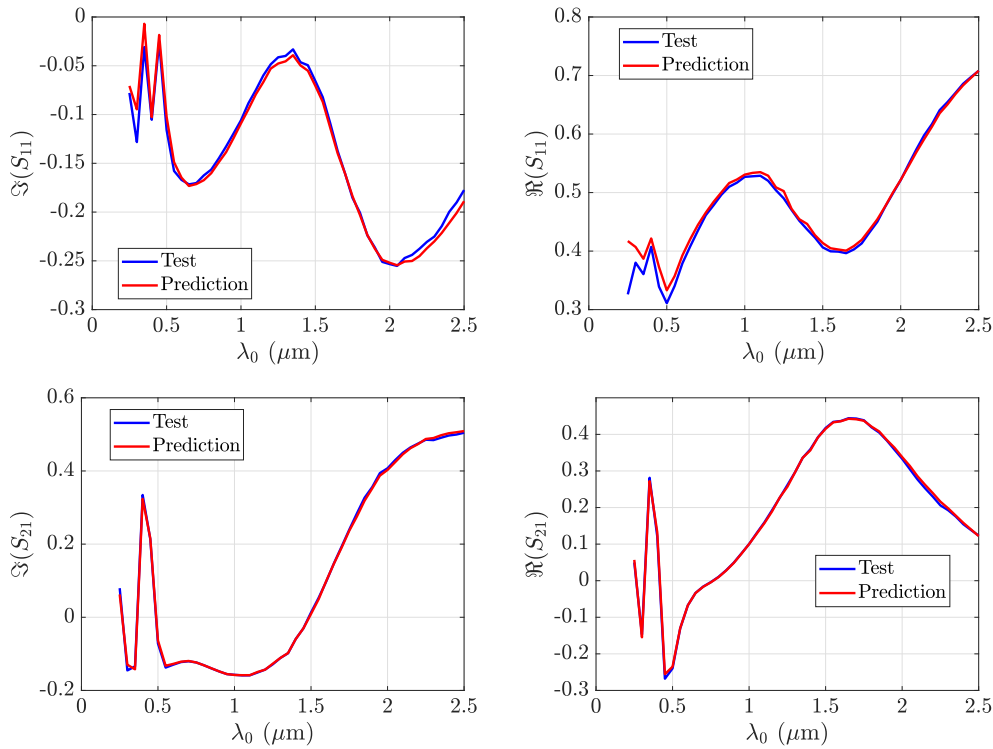 0
-0.05
-0.1
-0.15
-0.2
-0.25
-0.3
ℑ(S₁₁)
Test
Prediction
0 0.5 1 1.5 2 2.5
λ₀ (μm)
0.8
0.7
0.6
0.5
0.4
0.3
ℜ(S₁₁)
Test
Prediction
0 0.5 1 1.5 2 2.5
λ₀ (μm)
0.6
0.4
0.2
0
-0.2
ℑ(S₂₁)
Test
Prediction
0 0.5 1 1.5 2 2.5
λ₀ (μm)
0.4
0.3
0.2
0.1
0
-0.1
-0.2
-0.3
ℜ(S₂₁)
Test
Prediction
0 0.5 1 1.5 2 2.5
λ₀ (μm)